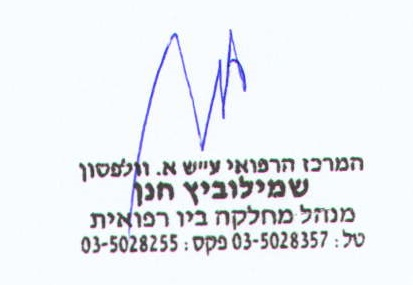 המרכז הרפואי ע״ש א. וולפסון
שמילוביץ חנן
מנהל מחלקה ביו רפואית
טל : 03-5028357 פקס : 03-5028255